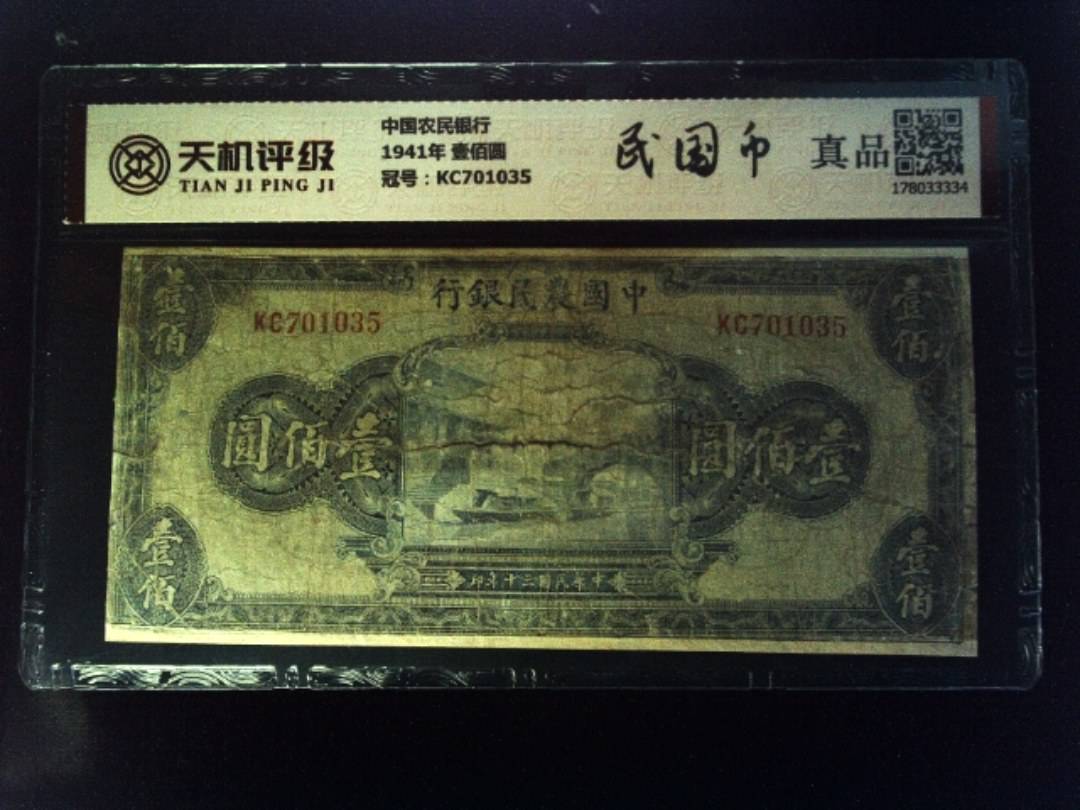 天机评级
TIAN JI PING JI
中国农民银行
1941年 壹佰圆
冠号：KC701035
民国币
真品
178033334
行銀民農國中
壹佰
壹佰
KC701035
KC701035
圓佰壹
圓佰壹
壹佰
壹佰
印年十三國民華中